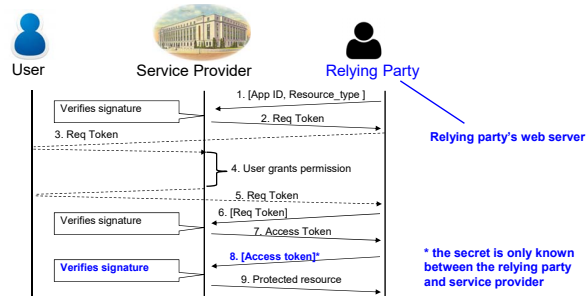 User
Service Provider
Relying Party
1. [App ID, Resource_type ]
Verifies signature
2. Req Token
3. Req Token
Relying party's web server
4. User grants permission
5. Req Token
6. [Req Token]
Verifies signature
7. Access Token
8. [Access token]*
Verifies signature
9. Protected resource
* the secret is only known
between the relying party
and service provider